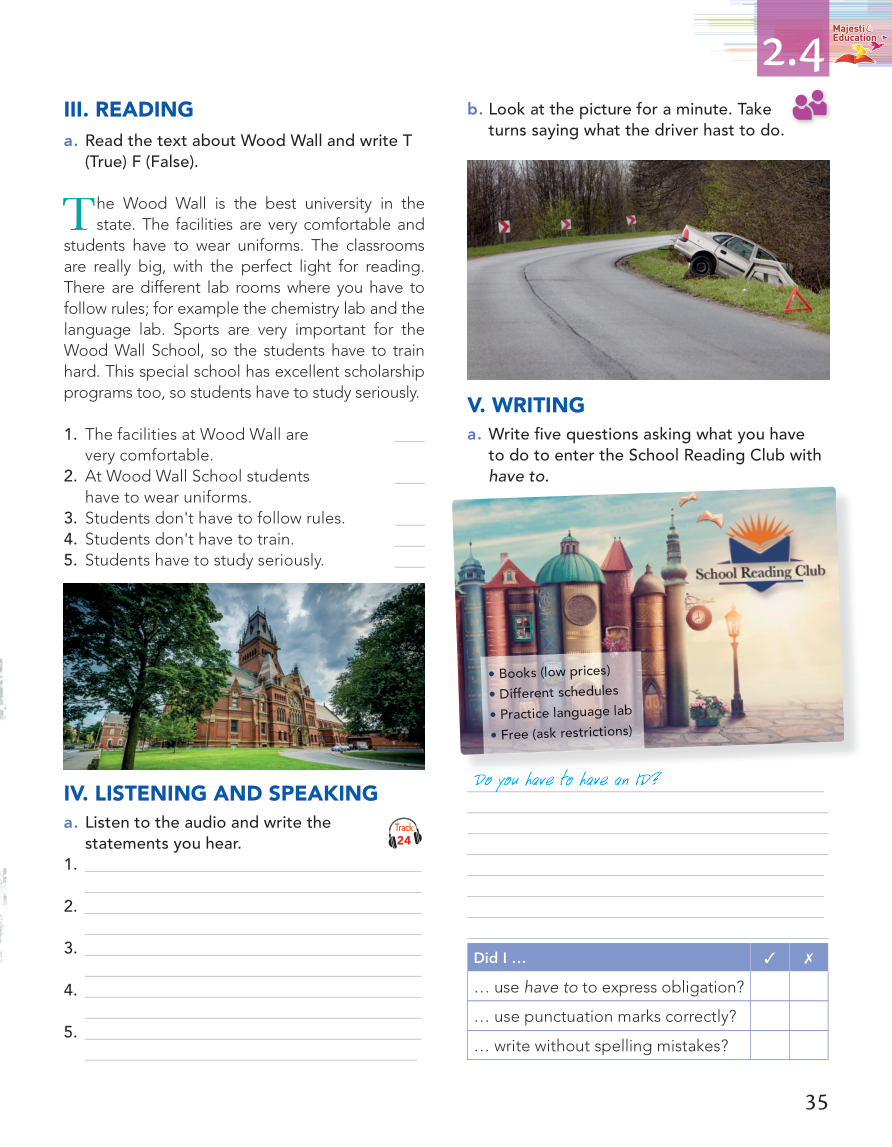 2.4
Majesti
Education
III. READING
a. Read the text about Wood Wall and write T
(True) F (False).
The Wood Wall is the best university in the
state. The facilities are very comfortable and
students have to wear uniforms. The classrooms
are really big, with the perfect light for reading.
There are different lab rooms where you have to
follow rules; for example the chemistry lab and the
language lab. Sports are very important for the
Wood Wall School, so the students have to train
hard. This special school has excellent scholarship
programs too, so students have to study seriously.
1. The facilities at Wood Wall are
very comfortable.
2. At Wood Wall School students
have to wear uniforms.
3. Students don't have to follow rules.
4. Students don't have to train.
5. Students have to study seriously.
IV. LISTENING AND SPEAKING
a. Listen to the audio and write the
statements you hear.
Track
24
1.
2.
3.
4.
5.
b. Look at the picture for a minute. Take
turns saying what the driver hast to do.
V. WRITING
a. Write five questions asking what you have
to do to enter the School Reading Club with
have to.
School Reading Club
• Books (low prices)
• Different schedules
• Practice language lab
• Free (ask restrictions)
Do you have to have an ID?
Did I ... ✓ ✗
... use have to to express obligation?
... use punctuation marks correctly?
... write without spelling mistakes?
35